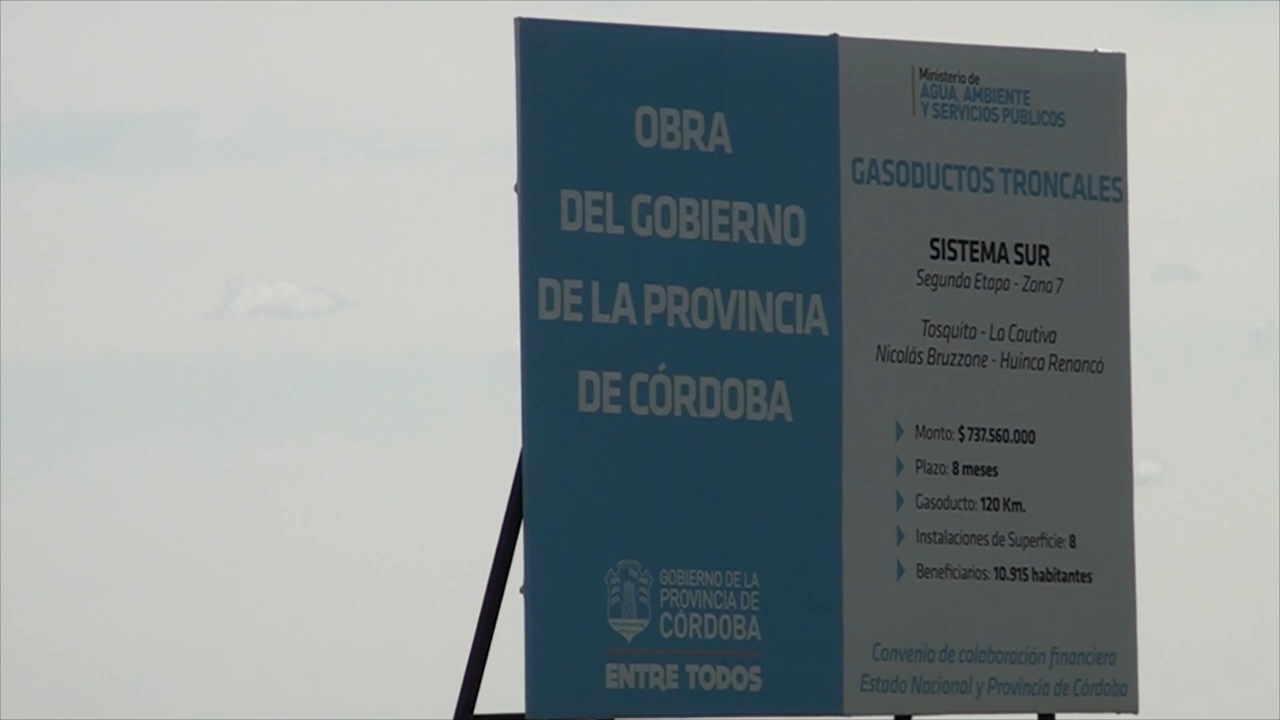 OBRA
DEL GOBIERNO
DE LA PROVINCIA
DE CÓRDOBA
GOBIERNO DE LA
PROVINCIA DE
CÓRDOBA
ENTRE TODOS
Ministerio de
AGUA, AMBIENTE
Y SERVICIOS PÚBLICOS
GASODUCTOS TRONCALES
SISTEMA SUR
Segunda Etapa - Zona 7
Tosquita - La Cautiva
Nicolás Bruzzone - Huinca Renancó
Monto: $ 737.560.000
Plazo: 8 meses
Gasoducto: 120 Km.
Instalaciones de Superficie: 8
Beneficiarios: 10.915 habitantes
Convenio de colaboración financiera
Estado Nacional y Provincia de Córdoba